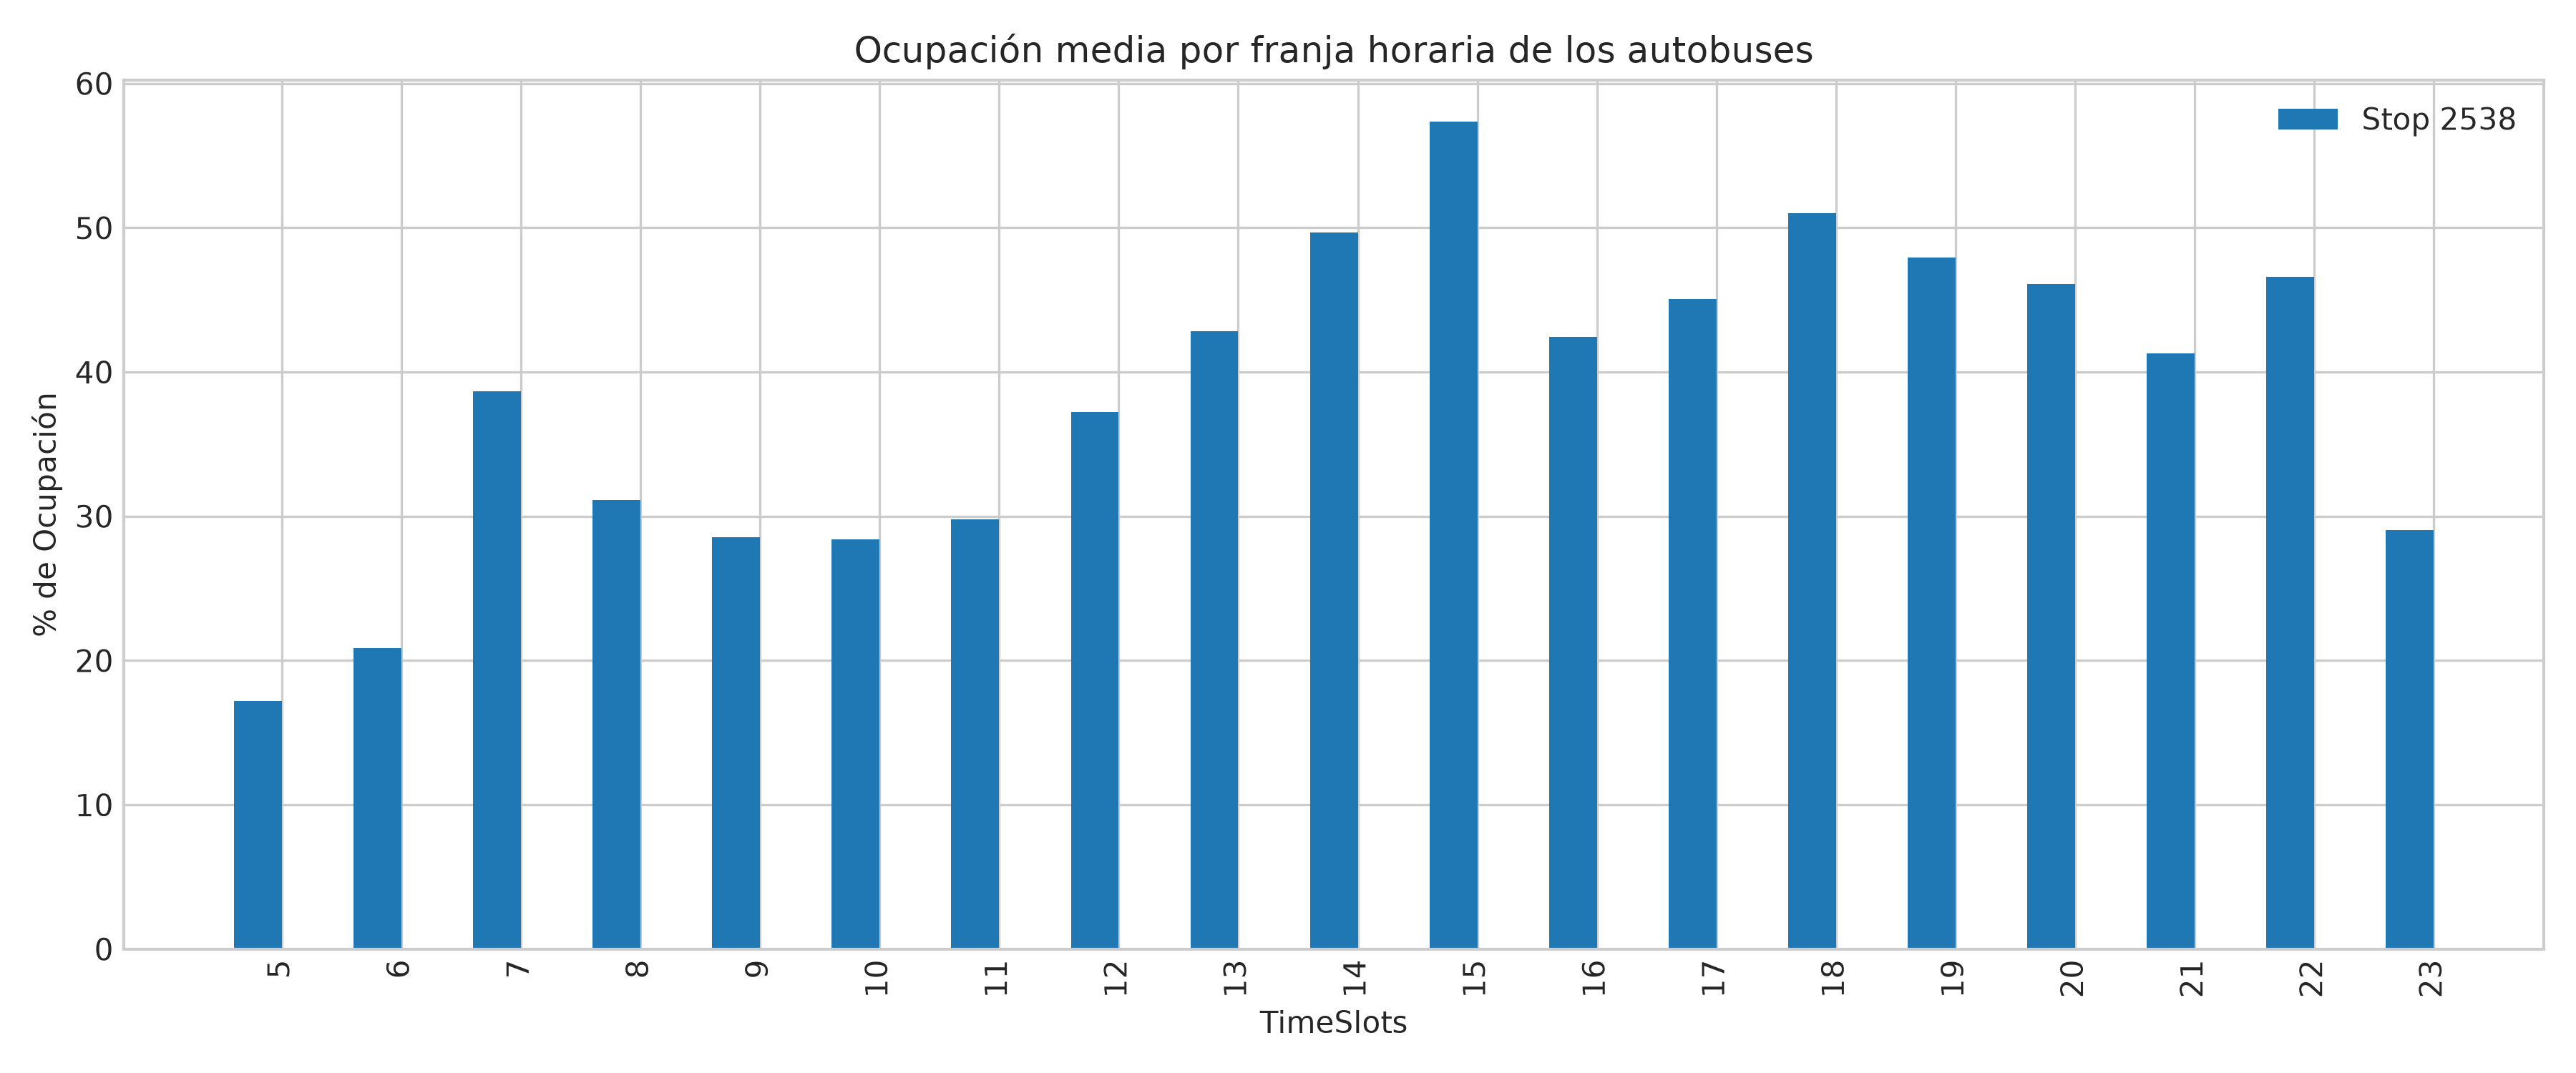 Ocupación media por franja horaria de los autobuses
Stop 2538
% de Ocupación
60
50
40
30
20
10
0
5 6 7 8 9 10 11 12 13 14 15 16 17 18 19 20 21 22 23
TimeSlots